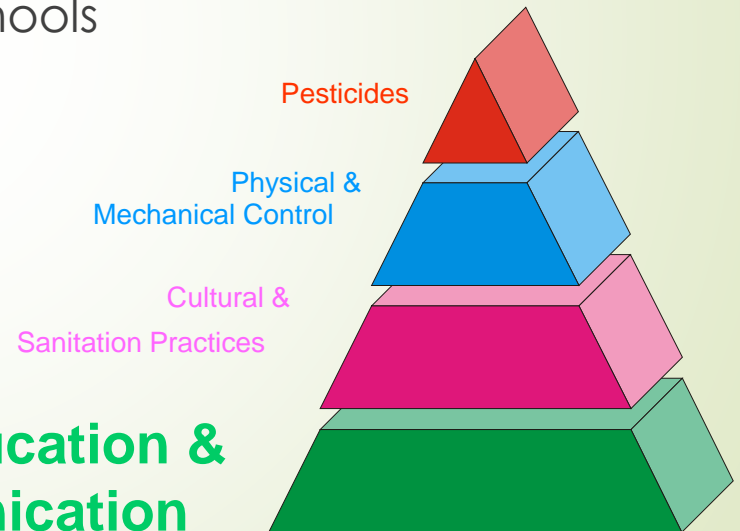 hools
Pesticides
Physical &
Mechanical Control
Cultural &
Sanitation Practices
ucation &
nication